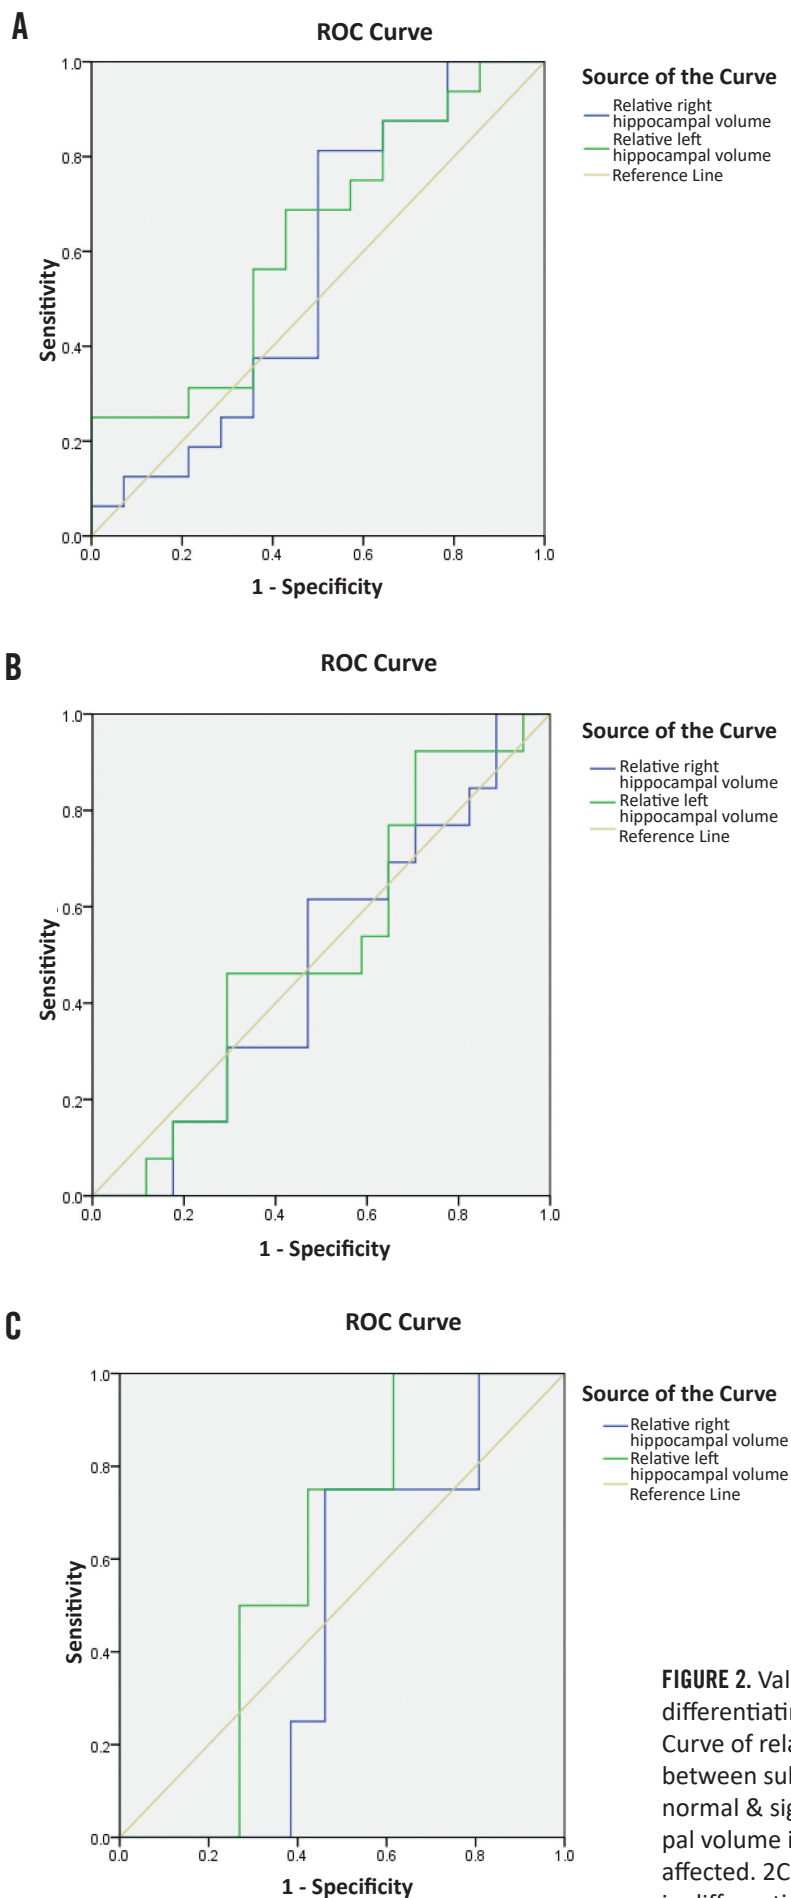 A
ROC Curve
1.0
0.8
0.6
0.4
0.2
0.0
Sensitivity
0.0 0.2 0.4 0.6 0.8 1.0
1 - Specificity
Source of the Curve
Relative right
hippocampal volume
Relative left
hippocampal volume
Reference Line
B
ROC Curve
1.0
0.8
0.6
0.4
0.2
0.0
Sensitivity
0.0 0.2 0.4 0.6 0.8 1.0
1 - Specificity
Source of the Curve
Relative right
hippocampal volume
Relative left
hippocampal volume
Reference Line
C
ROC Curve
1.0
0.8
0.6
0.4
0.2
0.0
Sensitivity
0.0 0.2 0.4 0.6 0.8 1.0
1 - Specificity
Source of the Curve
Relative right
hippocampal volume
Relative left
hippocampal volume
Reference Line
FIGURE 2. Val
differentiatin
Curve of rela
between sul
normal & sig
pal volume i
affected. 2C